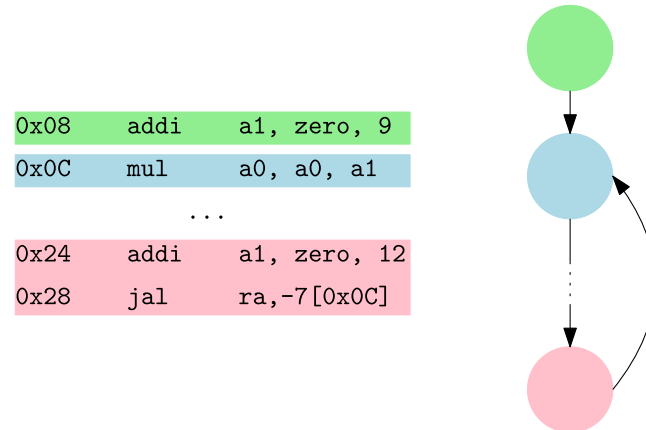 0x08 addi a1, zero, 9
0x0C mul a0, a0, a1
...
0x24 addi a1, zero, 12
0x28 jal ra,-7[0x0C]